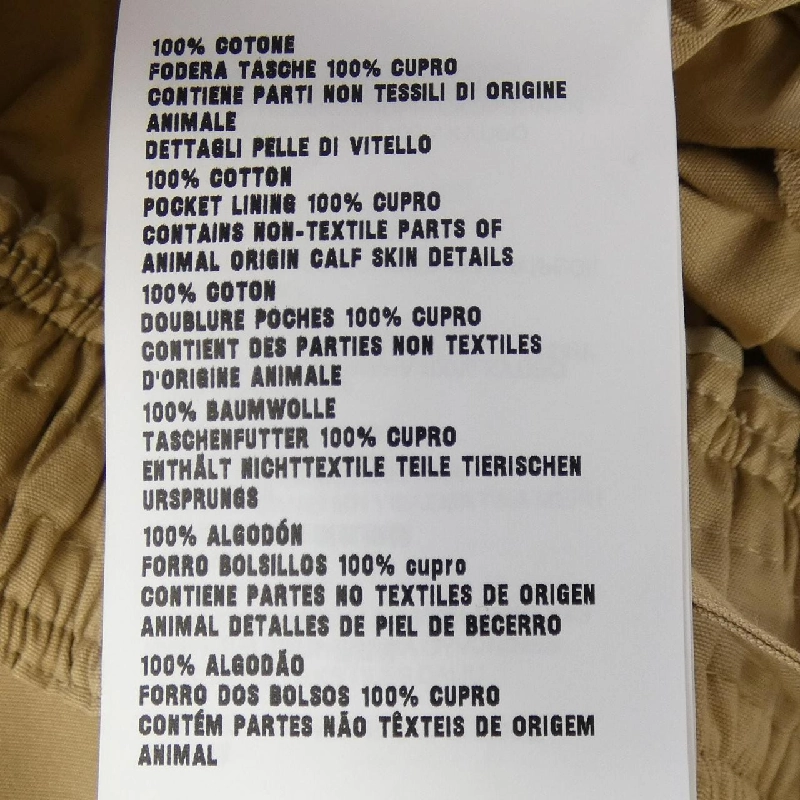 100% COTONE
FODERA TASCHE 100% CUPRO
CONTIENE PARTI NON TESSILI DI ORIGINE
ANIMALE
DETTAGLI PELLE DI VITELLO
100% COTTON
POCKET LINING 100% CUPRO
CONTAINS NON-TEXTILE PARTS OF
ANIMAL ORIGIN CALF SKIN DETAILS
100% COTON
DOUBLURE POCHES 100% CUPRO
CONTIENT DES PARTIES NON TEXTILES
D'ORIGINE ANIMALE
100% BAUMWOLLE
TASCHENFUTTER 100% CUPRO
ENTHÄLT NICHTTEXTILE TEILE TIERISCHEN
URSPRUNGS
100% ALGODÓN
FORRO BOLSILLOS 100% cupro
CONTIENE PARTES NO TEXTILES DE ORIGEN
ANIMAL DETALLES DE PIEL DE BECERRO
100% ALGODÃO
FORRO DOS BOLSOS 100% CUPRO
CONTÉM PARTES NÃO TÊXTEIS DE ORIGEM
ANIMAL